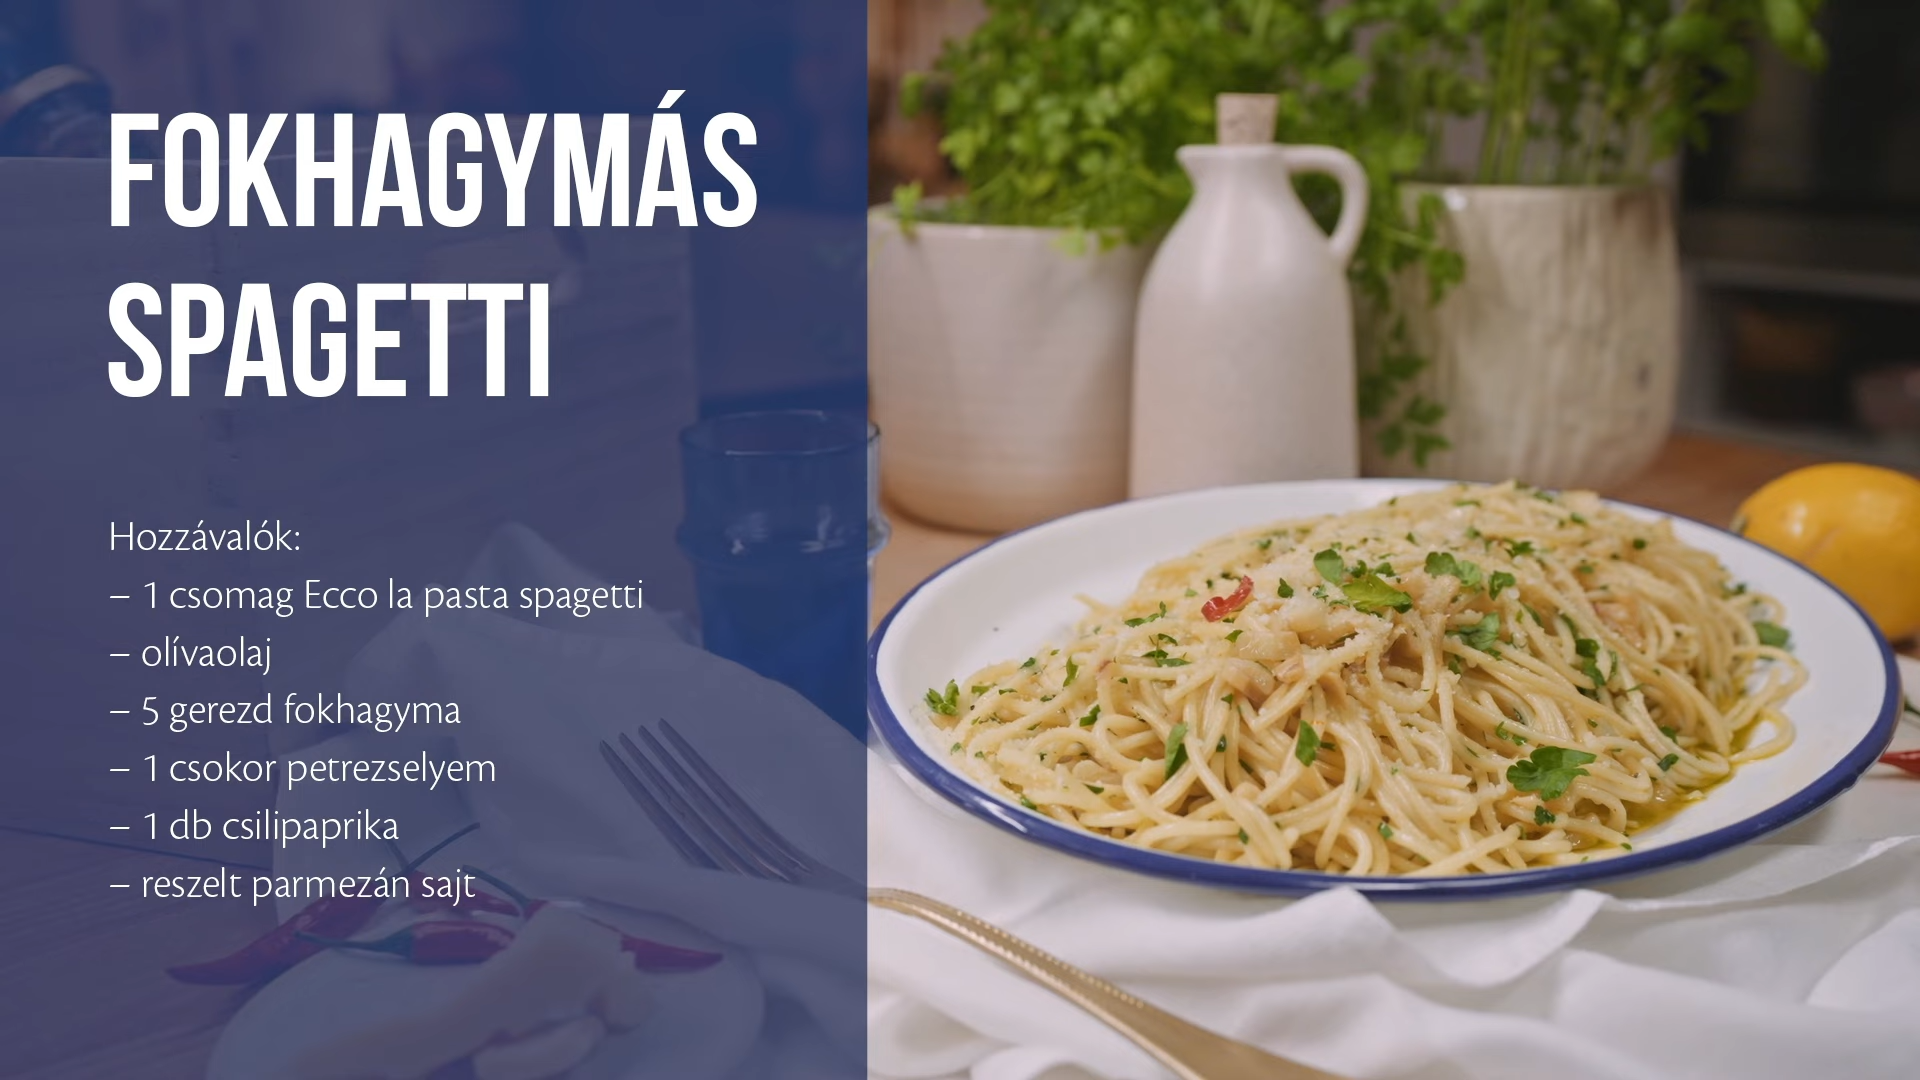 FOKHAGYMÁS
SPAGETTI
Hozzávalók:
– 1 csomag Ecco la pasta spagetti
– olívaolaj
– 5 gerezd fokhagyma
– 1 csokor petrezselyem
– 1 db csilipaprika
– reszelt parmezán sajt